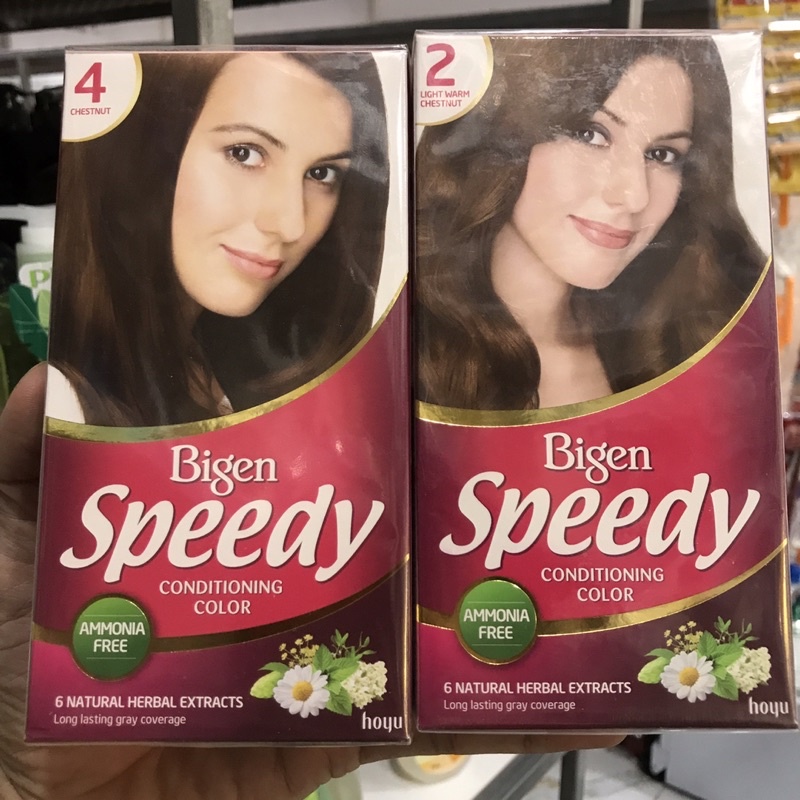 4
CHESTNUT
Bigen
Speedy
CONDITIONING
COLOR
AMMONIA
FREE
6 NATURAL HERBAL EXTRACTS
Long lasting gray coverage
hoyu
2
LIGHT WARM
CHESTNUT
Bigen
Speedy
CONDITIONING
COLOR
AMMONIA
FREE
6 NATURAL HERBAL EXTRACTS
Long lasting gray coverage
hoyu